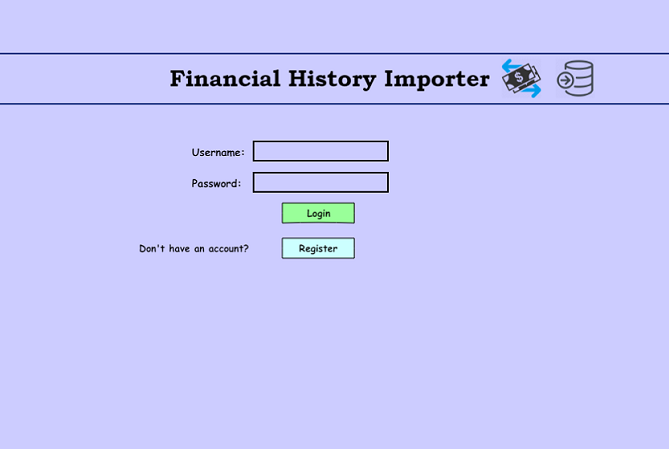 Financial History Importer
$
Username:
Password:
Login
Don't have an account? Register